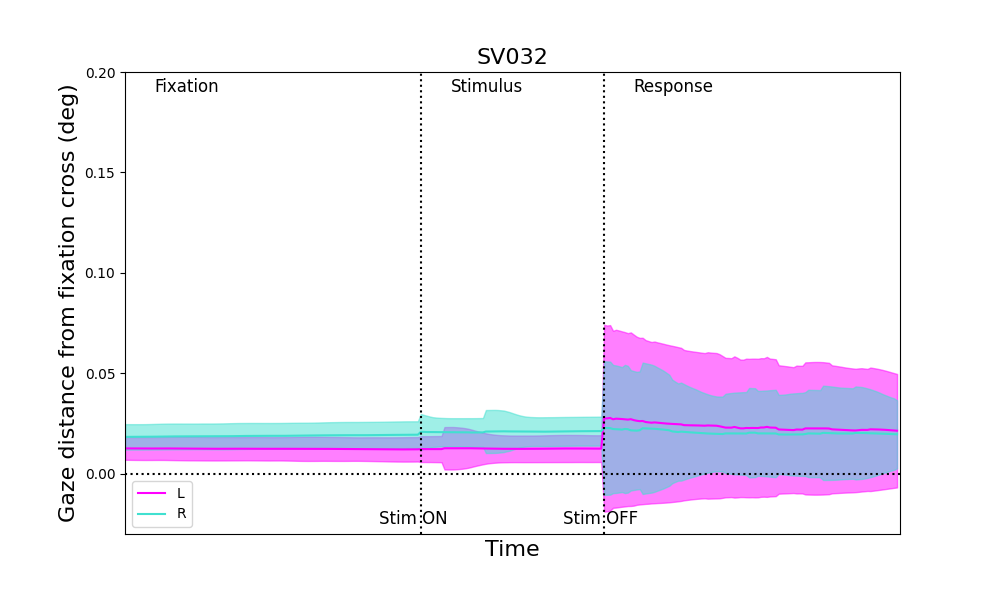 SV032
Fixation
Stimulus
Response
Gaze distance from fixation cross (deg)
0.20
0.15
0.10
0.05
0.00
L
R
Stim ON
Stim OFF
Time